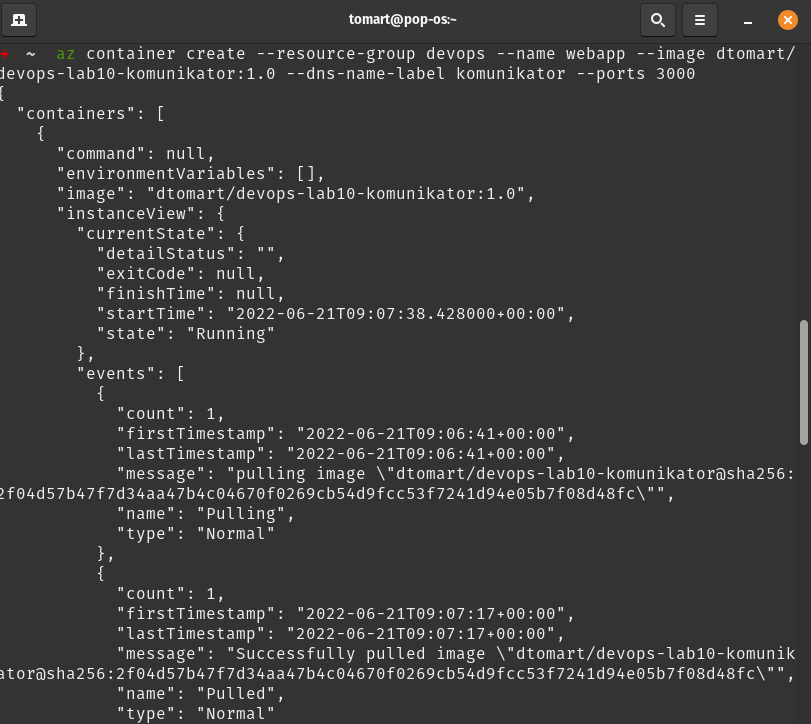 tomart@pop-os:~
→ ~ az container create --resource-group devops --name webapp --image dtomart/
devops-lab10-komunikator:1.0 --dns-name-label komunikator --ports 3000
{
  "containers": [
    {
      "command": null,
      "environmentVariables": [],
      "image": "dtomart/devops-lab10-komunikator:1.0",
      "instanceView": {
        "currentState": {
          "detailStatus": "",
          "exitCode": null,
          "finishTime": null,
          "startTime": "2022-06-21T09:07:38.428000+00:00",
          "state": "Running"
        },
        "events": [
          {
            "count": 1,
            "firstTimestamp": "2022-06-21T09:06:41+00:00",
            "lastTimestamp": "2022-06-21T09:06:41+00:00",
            "message": "pulling image \"dtomart/devops-lab10-komunikator@sha256:
2f04d57b47f7d34aa47b4c04670f0269cb54d9fcc53f7241d94e05b7f08d48fc\"",
            "name": "Pulling",
            "type": "Normal"
          },
          {
            "count": 1,
            "firstTimestamp": "2022-06-21T09:07:17+00:00",
            "lastTimestamp": "2022-06-21T09:07:17+00:00",
            "message": "Successfully pulled image \"dtomart/devops-lab10-komunik
ator@sha256:2f04d57b47f7d34aa47b4c04670f0269cb54d9fcc53f7241d94e05b7f08d48fc\"",
            "name": "Pulled",
            "type": "Normal"